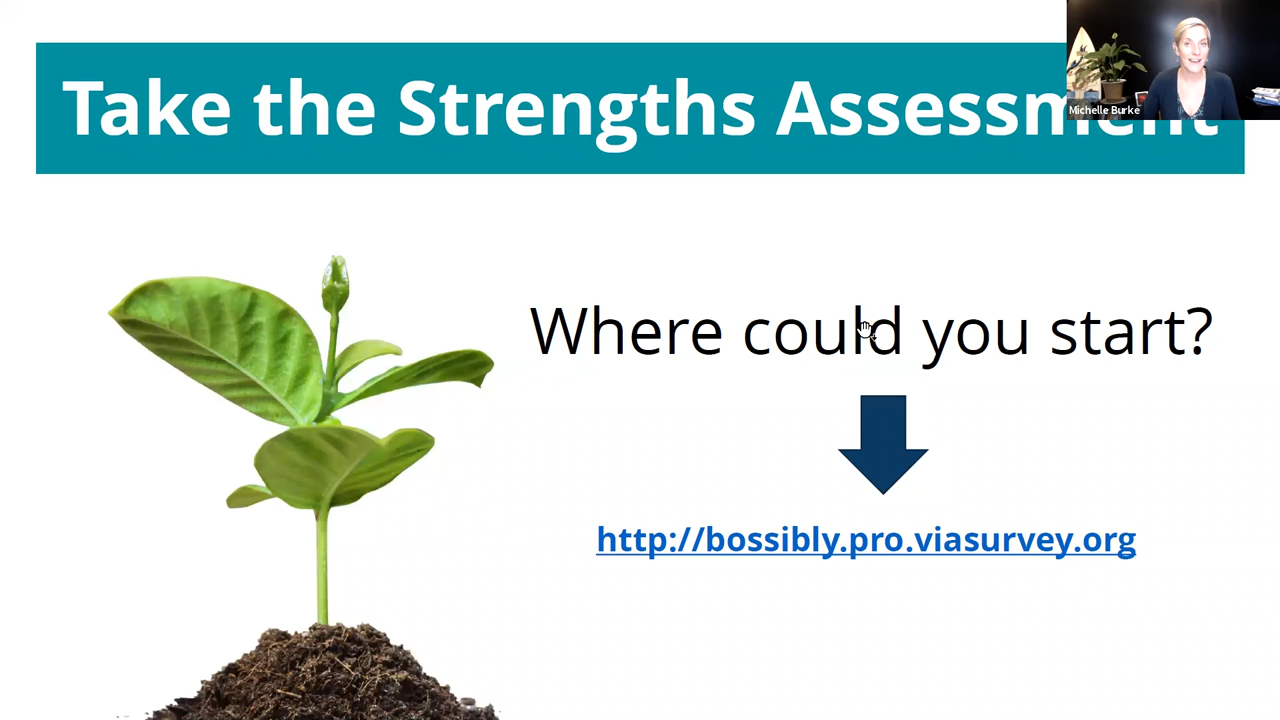 Take the Strengths Assessment
Michelle Burke
Where could you start?
http://bossibly.pro.viasurvey.org